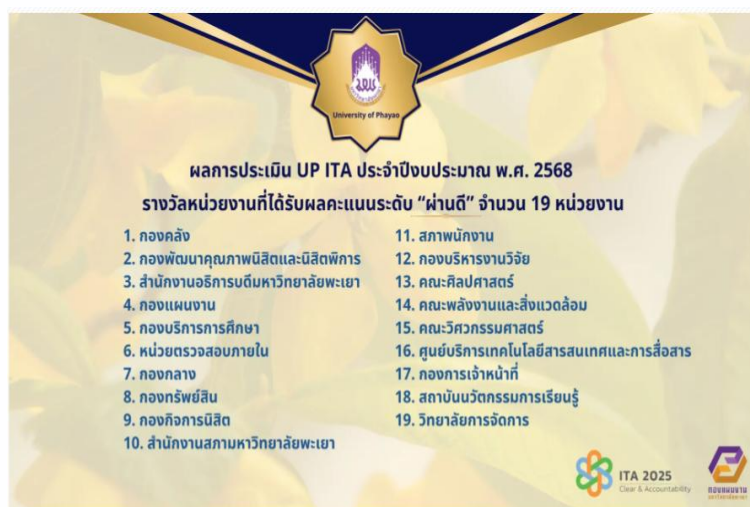 University of Phayao
ผลการประเมิน UP ITA ประจำปีงบประมาณ พ.ศ. 2568
รางวัลหน่วยงานที่ได้รับผลคะแนนระดับ “ผ่านดี” จำนวน 19 หน่วยงาน
1. กองคลัง
2. กองพัฒนาคุณภาพนิสิตและนิสิตพิการ
3. สำนักงานอธิการบดีมหาวิทยาลัยพะเยา
4. กองแผนงาน
5. กองบริการการศึกษา
6. หน่วยตรวจสอบภายใน
7. กองกลาง
8. กองทรัพย์สิน
9. กองกิจการนิสิต
10. สำนักงานสภามหาวิทยาลัยพะเยา
11. สภาพนักงาน
12. กองบริหารงานวิจัย
13. คณะศิลปศาสตร์
14. คณะพลังงานและสิ่งแวดล้อม
15. คณะวิศวกรรมศาสตร์
16. ศูนย์บริการเทคโนโลยีสารสนเทศและการสื่อสาร
17. กองการเจ้าหน้าที่
18. สถาบันนวัตกรรมการเรียนรู้
19. วิทยาลัยการจัดการ
ITA 2025
Clear & Accountability
กองแผนงาน